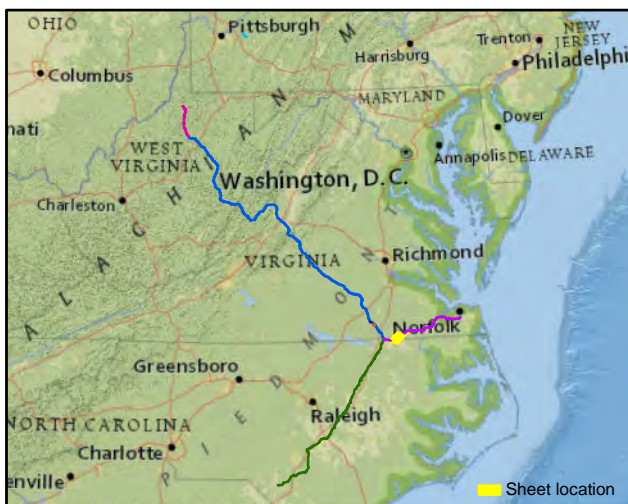 OHIO
Pittsburgh
NEW
JERSEY
Trenton
Harrisburg
Philadelphi
Columbus
MARYLAND
nati
Dover
WEST
VIRGINIA
Annapolis
DELAWARE
Washington, D.C.
Charleston
VIRGINIA
Richmond
Norfolk
Greensboro
Raleigh
NORTH CAROLINA
Charlotte
enville
A P P A L A C H I A N M
P I E D M O N T
Sheet location